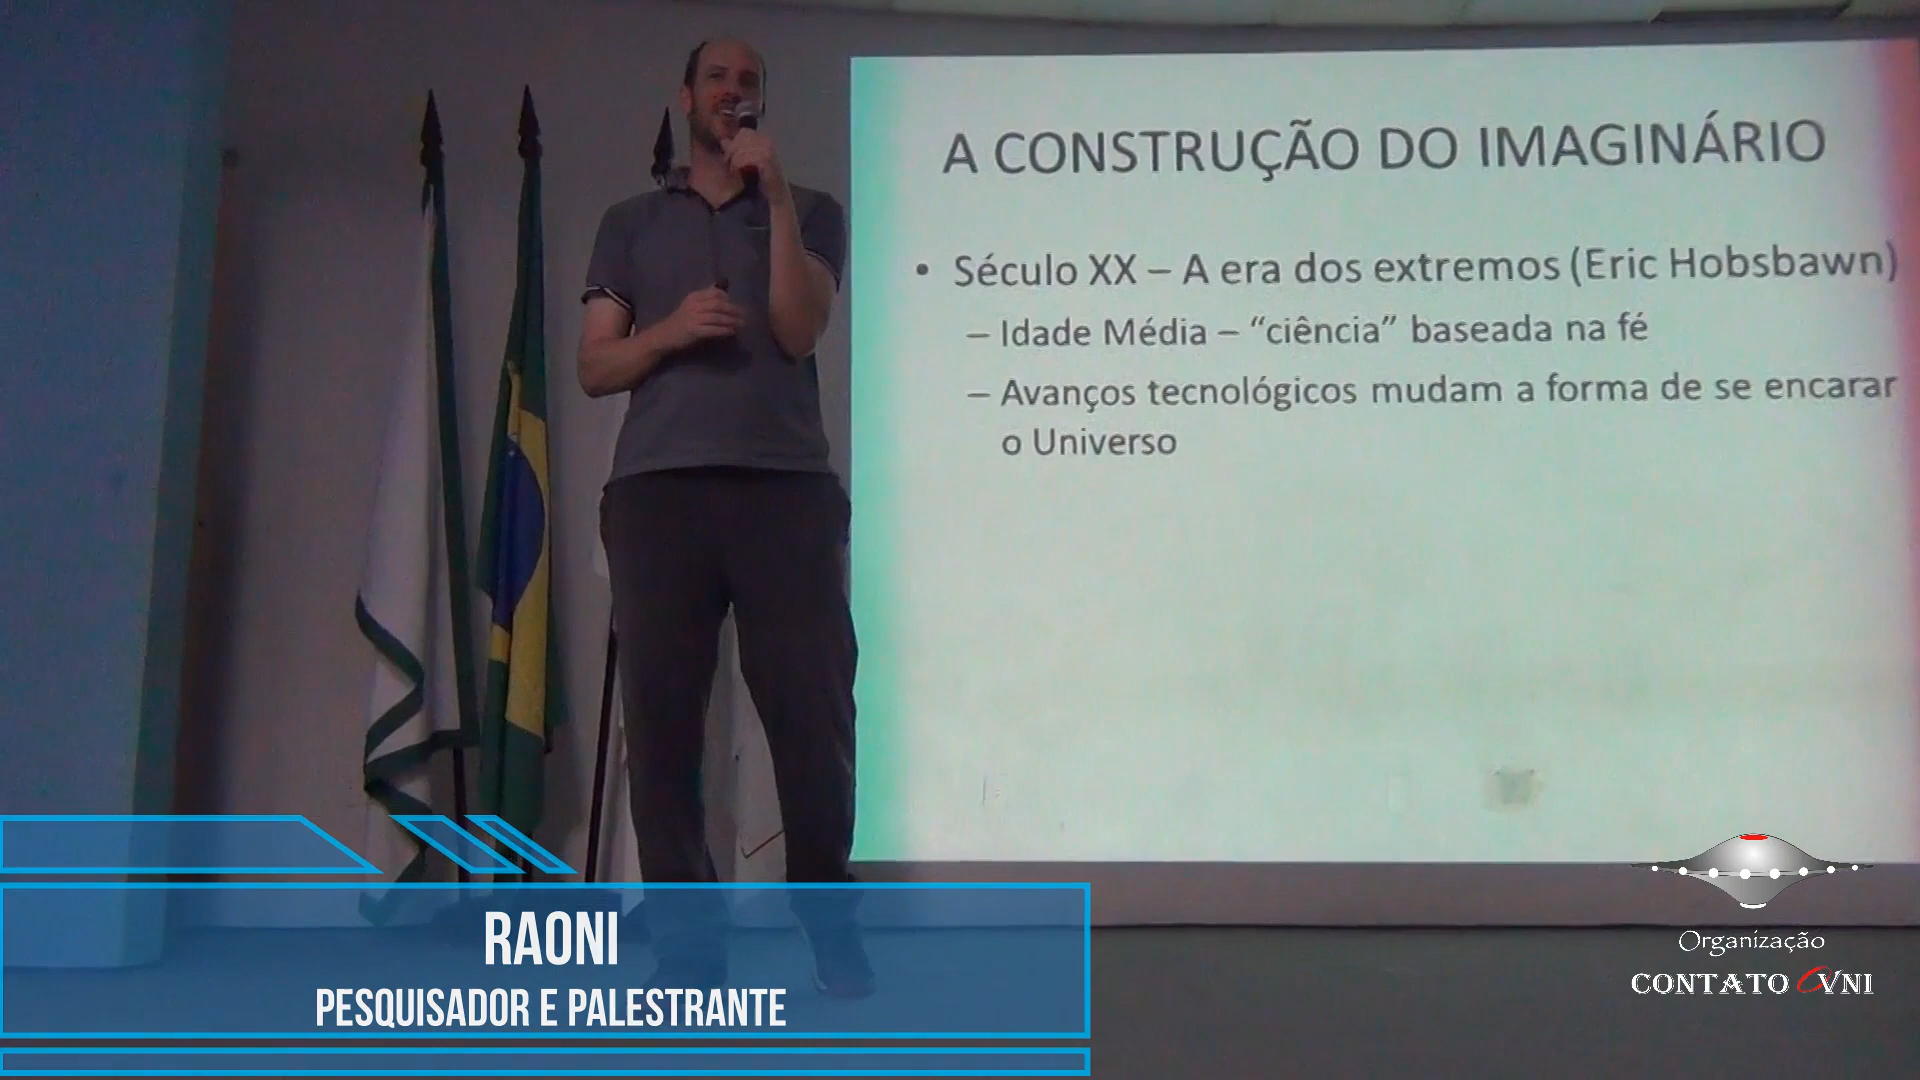 A CONSTRUÇÃO DO IMAGINÁRIO
• Século XX – A era dos extremos (Eric Hobsbawn)
– Idade Média – “ciência” baseada na fé
– Avanços tecnológicos mudam a forma de se encarar
o Universo
RAONI
PESQUISADOR E PALESTRANTE
Organização
CONTATO OVNI